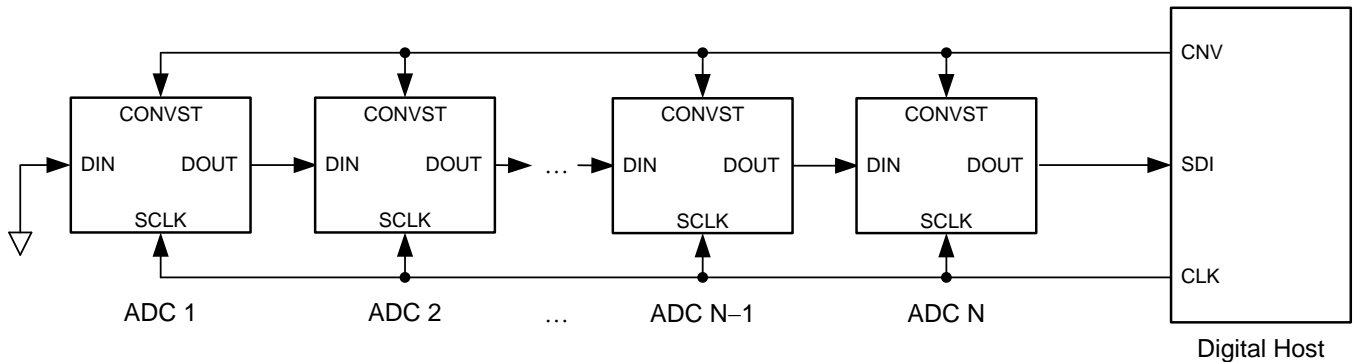 CNV
CONVST
CONVST
CONVST
CONVST
DIN DOUT
DIN DOUT
...
DIN DOUT
DIN DOUT
SDI
SCLK
SCLK
SCLK
SCLK
CLK
ADC 1
ADC 2
...
ADC N−1
ADC N
Digital Host